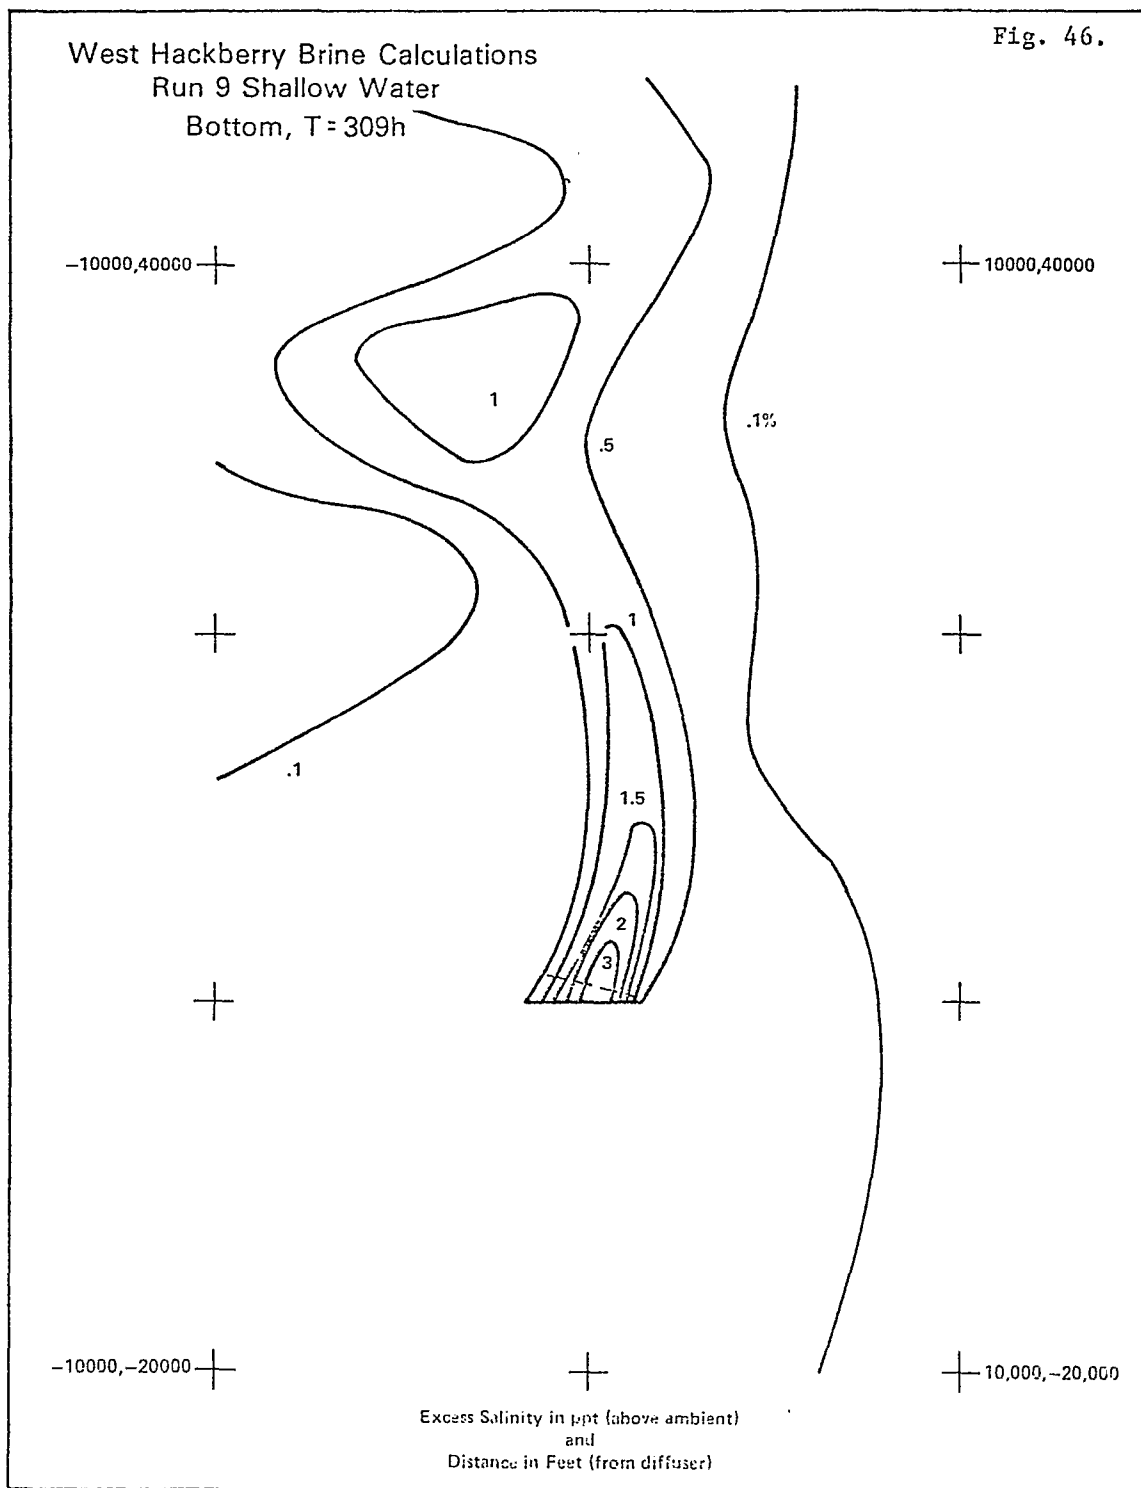 Fig. 46.
West Hackberry Brine Calculations
Run 9 Shallow Water
Bottom, T = 309h
-10000,40000
10000,40000
1
.1%
.5
1
.1
1.5
2
3
-10000,-20000
10,000,-20,000
Excess Salinity in ppt (above ambient)
and
Distance in Feet (from diffuser)